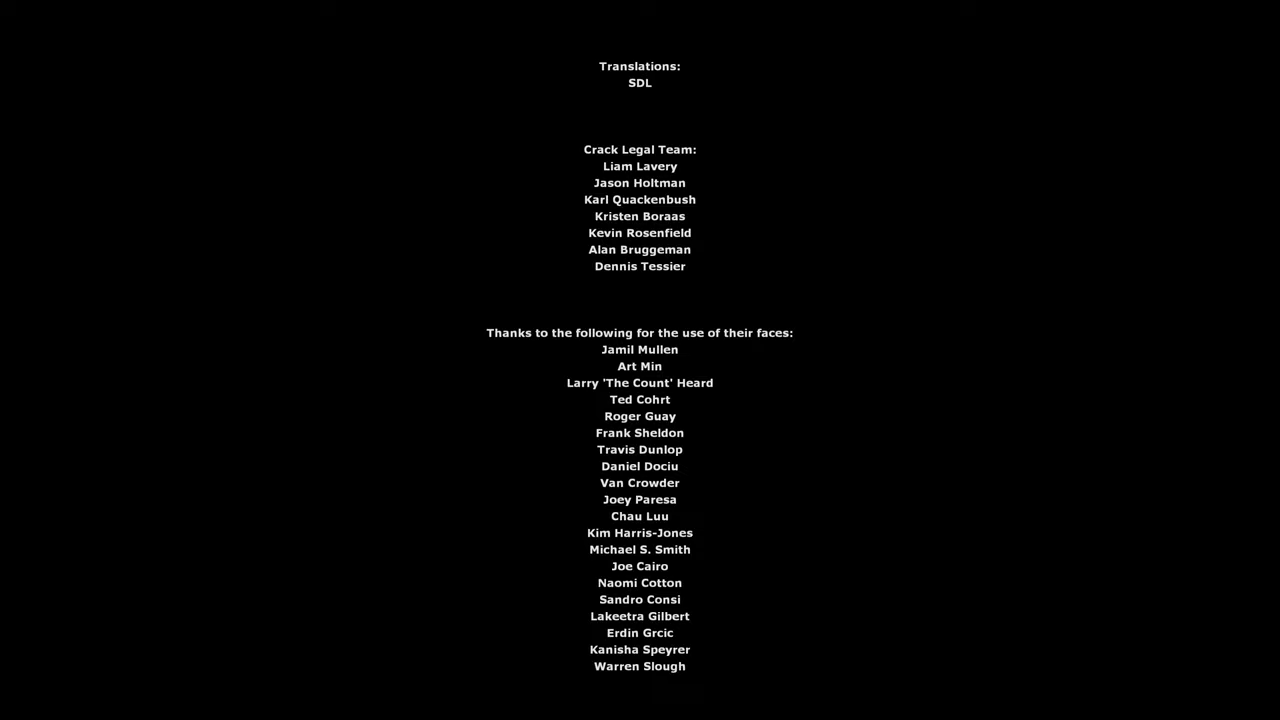 Translations:
SDL
Crack Legal Team:
Liam Lavery
Jason Holtman
Karl Quackenbush
Kristen Boraas
Kevin Rosenfield
Alan Bruggeman
Dennis Tessier
Thanks to the following for the use of their faces:
Jamil Mullen
Art Min
Larry 'The Count' Heard
Ted Cohrt
Roger Guay
Frank Sheldon
Travis Dunlop
Daniel Dociu
Van Crowder
Joey Paresa
Chau Luu
Kim Harris-Jones
Michael S. Smith
Joe Cairo
Naomi Cotton
Sandro Consi
Lakeetra Gilbert
Erdin Grcic
Kanisha Speyrer
Warren Slough